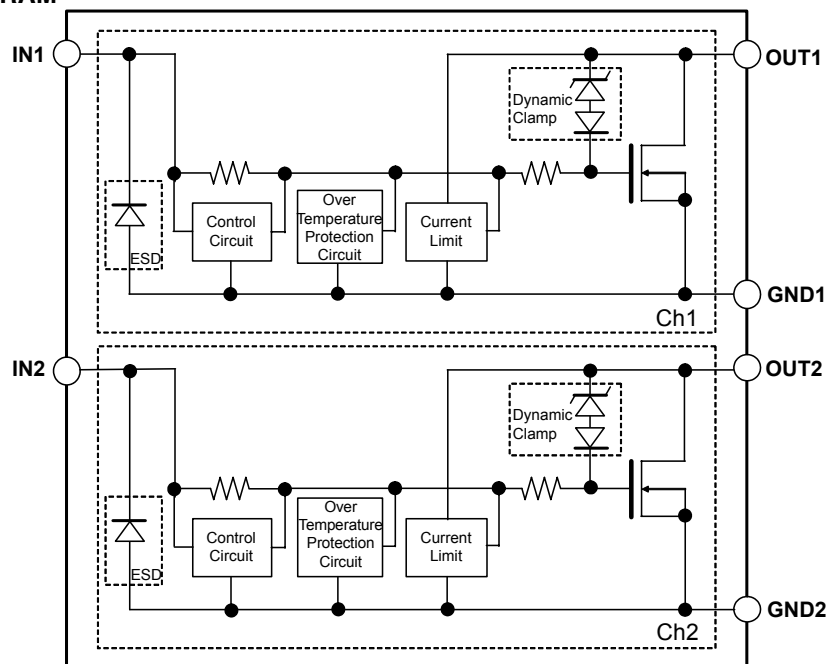 IN1
OUT1
Dynamic
Clamp
Over
Temperature
Protection
Circuit
Control
Circuit
Current
Limit
ESD
GND1
Ch1
IN2
OUT2
Dynamic
Clamp
Over
Temperature
Protection
Circuit
Control
Circuit
Current
Limit
ESD
GND2
Ch2